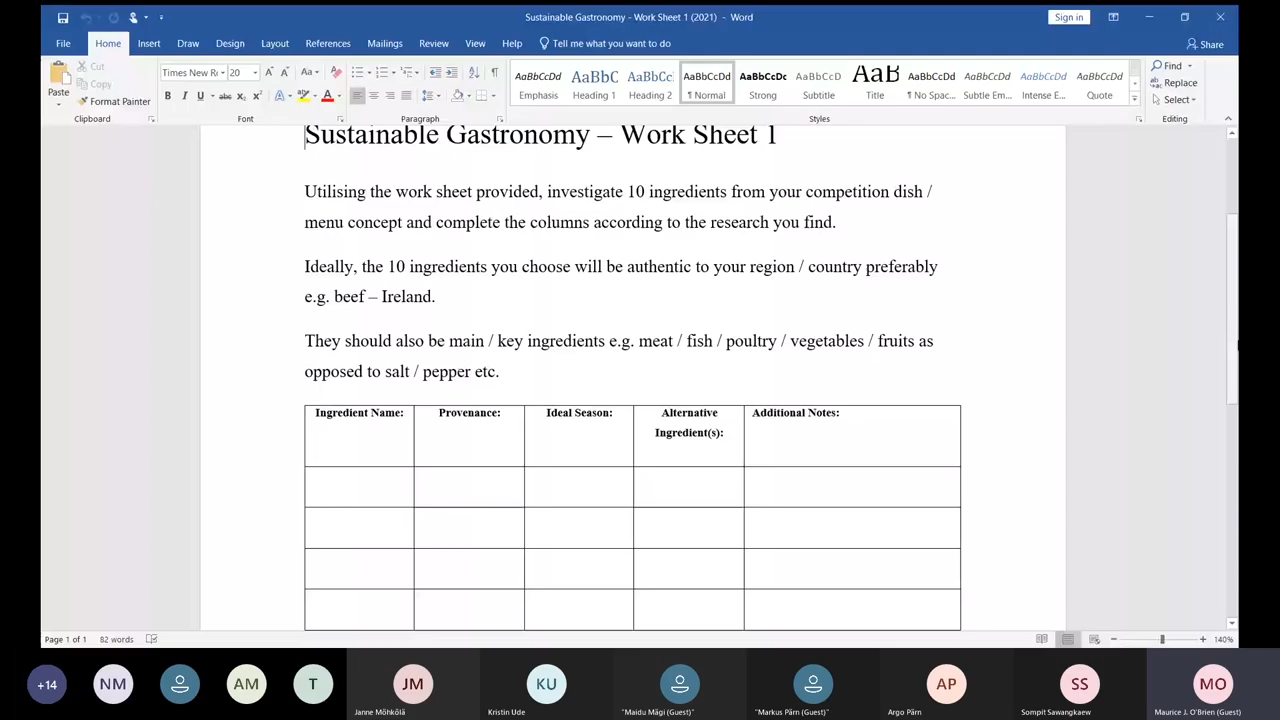 Sustainable Gastronomy - Work Sheet 1 (2021) - Word
Sign in
File Home Insert Draw Design Layout References Mailings Review View Help Tell me what you want to do
Share
Paste
Cut
Copy
Format Painter
Clipboard
Times New Ro 20
Font
Paragraph
AaBbCcDd Emphasis
AaBbC Heading 1
AaBbCc Heading 2
AaBbCcDd ¶ Normal
AaBbCcDc Strong
AaBbCcD Subtitle
AaB Title
AaBbCcDd ¶ No Spac...
AaBbCcDd Subtle Em...
AaBbCcDd Intense E...
AaBbCcDd Quote
Styles
Find
Replace
Select
Editing
Sustainable Gastronomy – Work Sheet 1
Utilising the work sheet provided, investigate 10 ingredients from your competition dish /
menu concept and complete the columns according to the research you find.
Ideally, the 10 ingredients you choose will be authentic to your region / country preferably
e.g. beef – Ireland.
They should also be main / key ingredients e.g. meat / fish / poultry / vegetables / fruits as
opposed to salt / pepper etc.
Ingredient Name: Provenance: Ideal Season: Alternative Additional Notes:
Ingredient(s):
Page 1 of 1 82 words
140%
+14 NM AM T JM KU AP SS MO
Janne Möhkölä Kristin Ude "Maidu Mägi (Guest)" "Markus Pärn (Guest)" Argo Pärn Sompit Sawangkaew Maurice J. O'Brien (Guest)